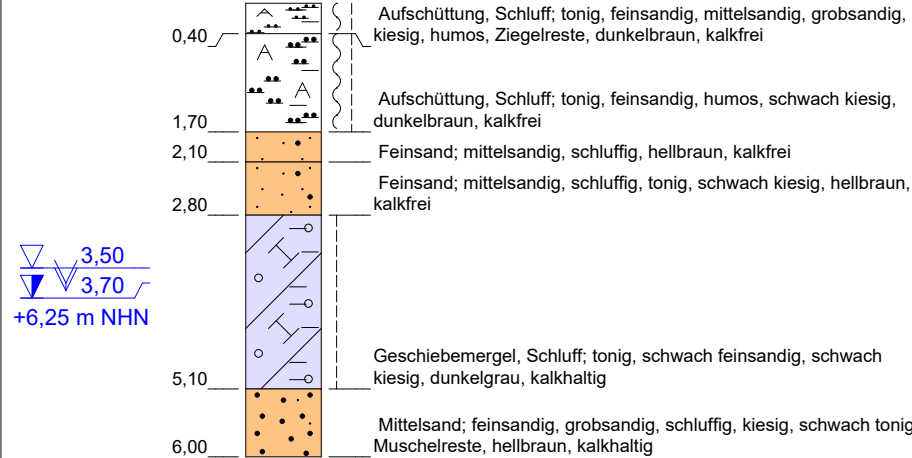 Aufschüttung, Schluff; tonig, feinsandig, mittelsandig, grobsandig,
0,40
kiesig, humos, Ziegelreste, dunkelbraun, kalkfrei
Aufschüttung, Schluff; tonig, feinsandig, humos, schwach kiesig,
1,70
dunkelbraun, kalkfrei
2,10
Feinsand; mittelsandig, schluffig, hellbraun, kalkfrei
Feinsand; mittelsandig, schluffig, tonig, schwach kiesig, hellbraun,
2,80
kalkfrei
3,50
3,70
+6,25 m NHN
Geschiebemergel, Schluff; tonig, schwach feinsandig, schwach
5,10
kiesig, dunkelgrau, kalkhaltig
Mittelsand; feinsandig, grobsandig, schluffig, kiesig, schwach tonig
6,00
Muschelreste, hellbraun, kalkhaltig